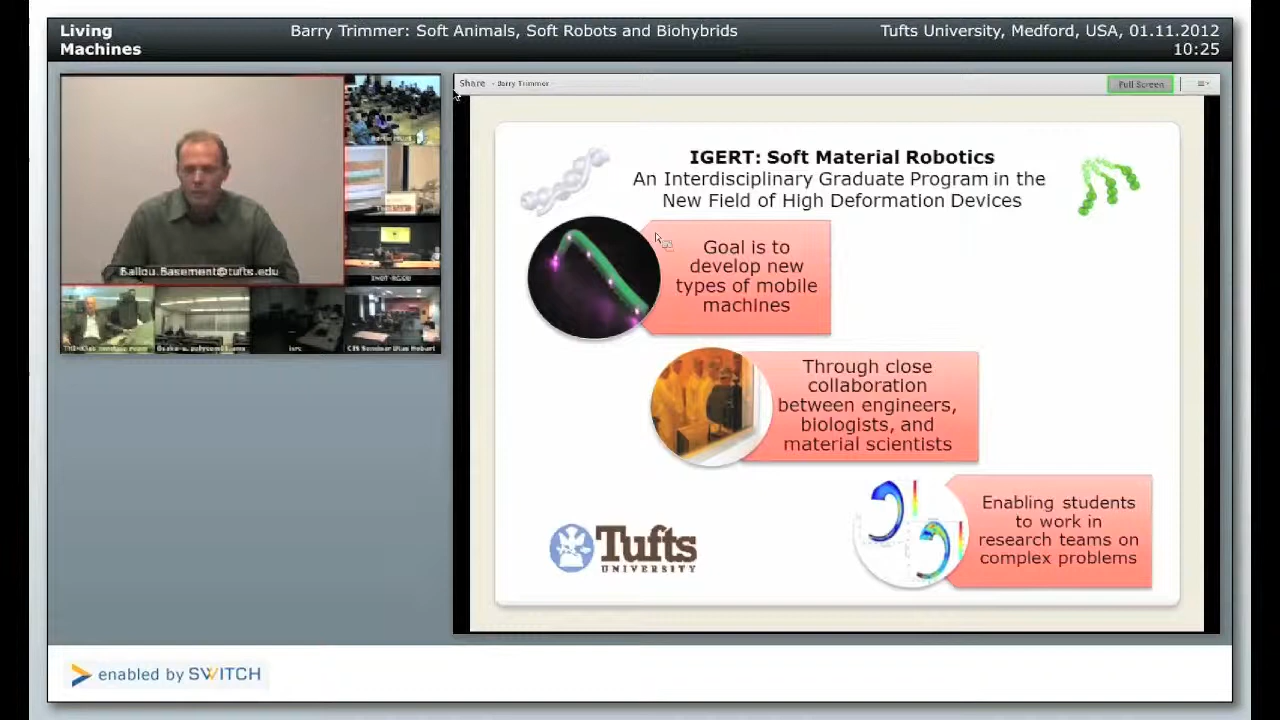 Living
Machines
Barry Trimmer: Soft Animals, Soft Robots and Biohybrids
Tufts University, Medford, USA, 01.11.2012
10:25
Share - Barry Trimmer
Full Screen
Ballou.Basement@tufts.edu
IGERT: Soft Material Robotics
An Interdisciplinary Graduate Program in the
New Field of High Deformation Devices
Goal is to
develop new
types of mobile
machines
Through close
collaboration
between engineers,
biologists, and
material scientists
Enabling students
to work in
research teams on
complex problems
Tufts
UNIVERSITY
enabled by SWITCH